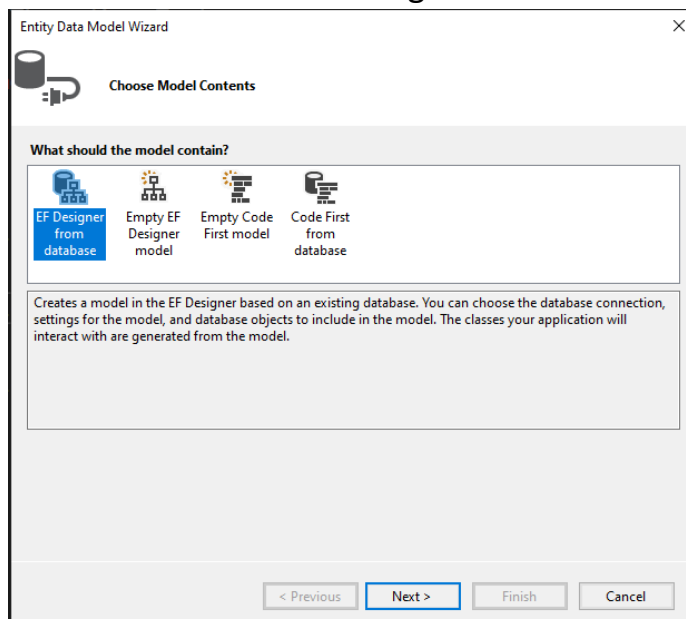 Entity Data Model Wizard
Choose Model Contents
What should the model contain?
EF Designer
from
database
Empty EF
Designer
model
Empty Code
First model
Code First
from
database
Creates a model in the EF Designer based on an existing database. You can choose the database connection,
settings for the model, and database objects to include in the model. The classes your application will
interact with are generated from the model.
< Previous
Next >
Finish
Cancel